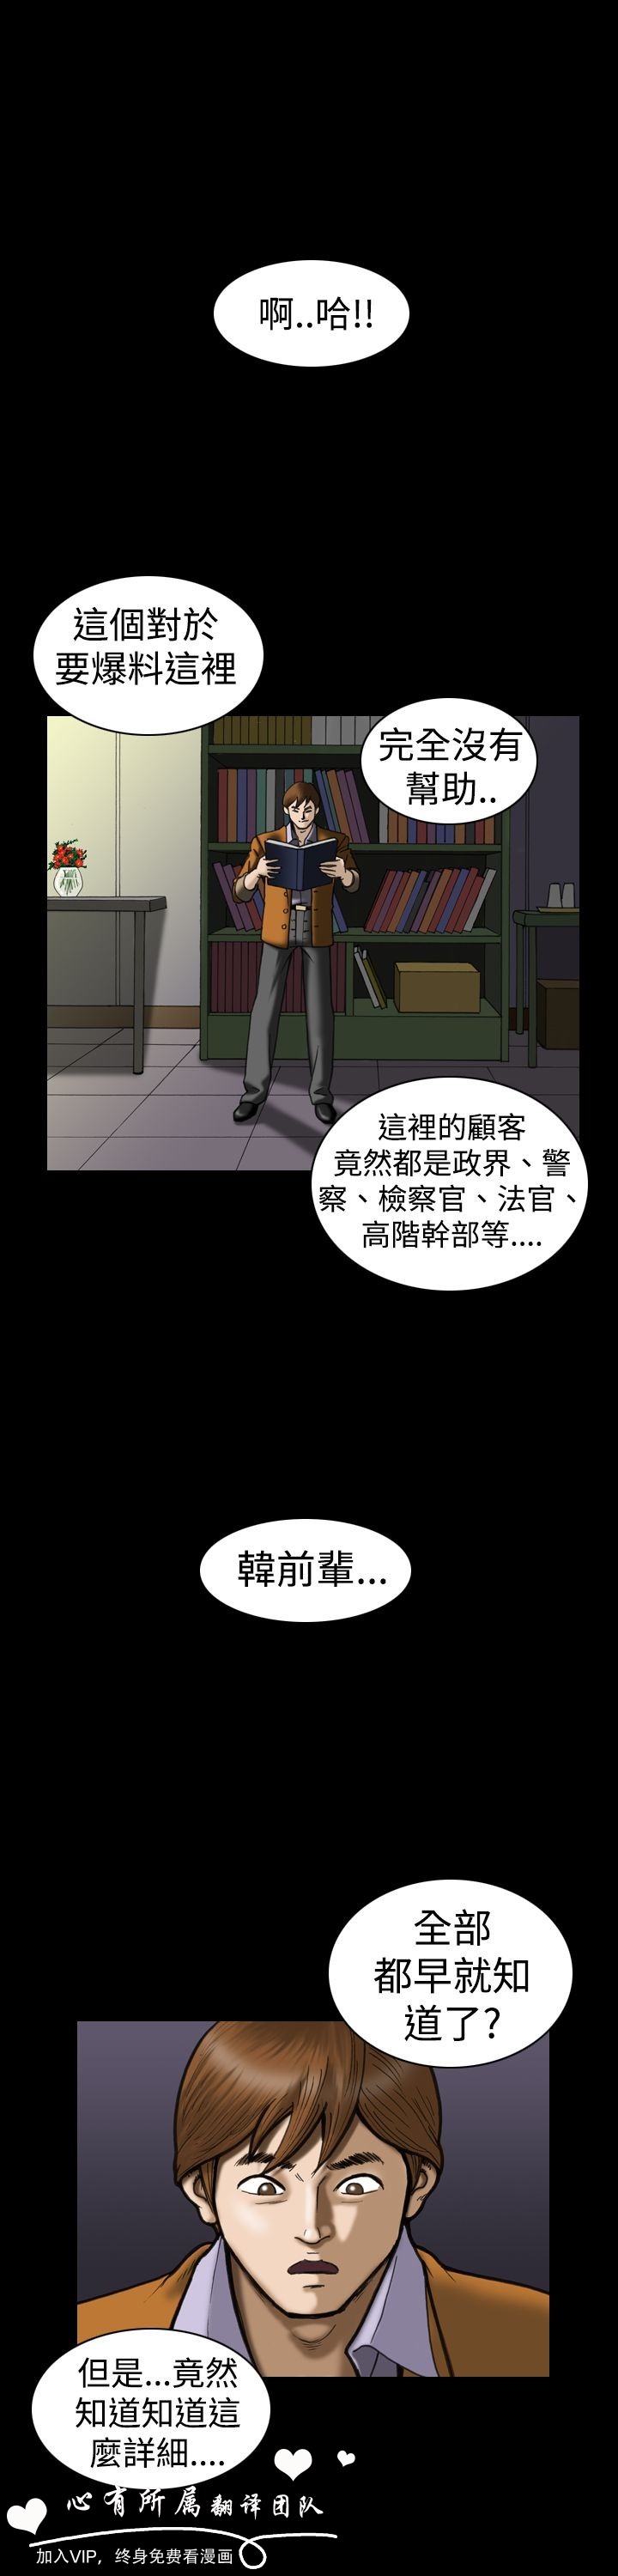 啊..哈!!
這個對於
要爆料這裡
完全沒有
幫助..
這裡的顧客
竟然都是政界、警
察、檢察官、法官、
高階幹部等....
韓前輩...
全部
都早就知
道了?
但是...竟然
知道知道這
麼詳細....
心有所属翻译团队
加入VIP，终身免费看漫画